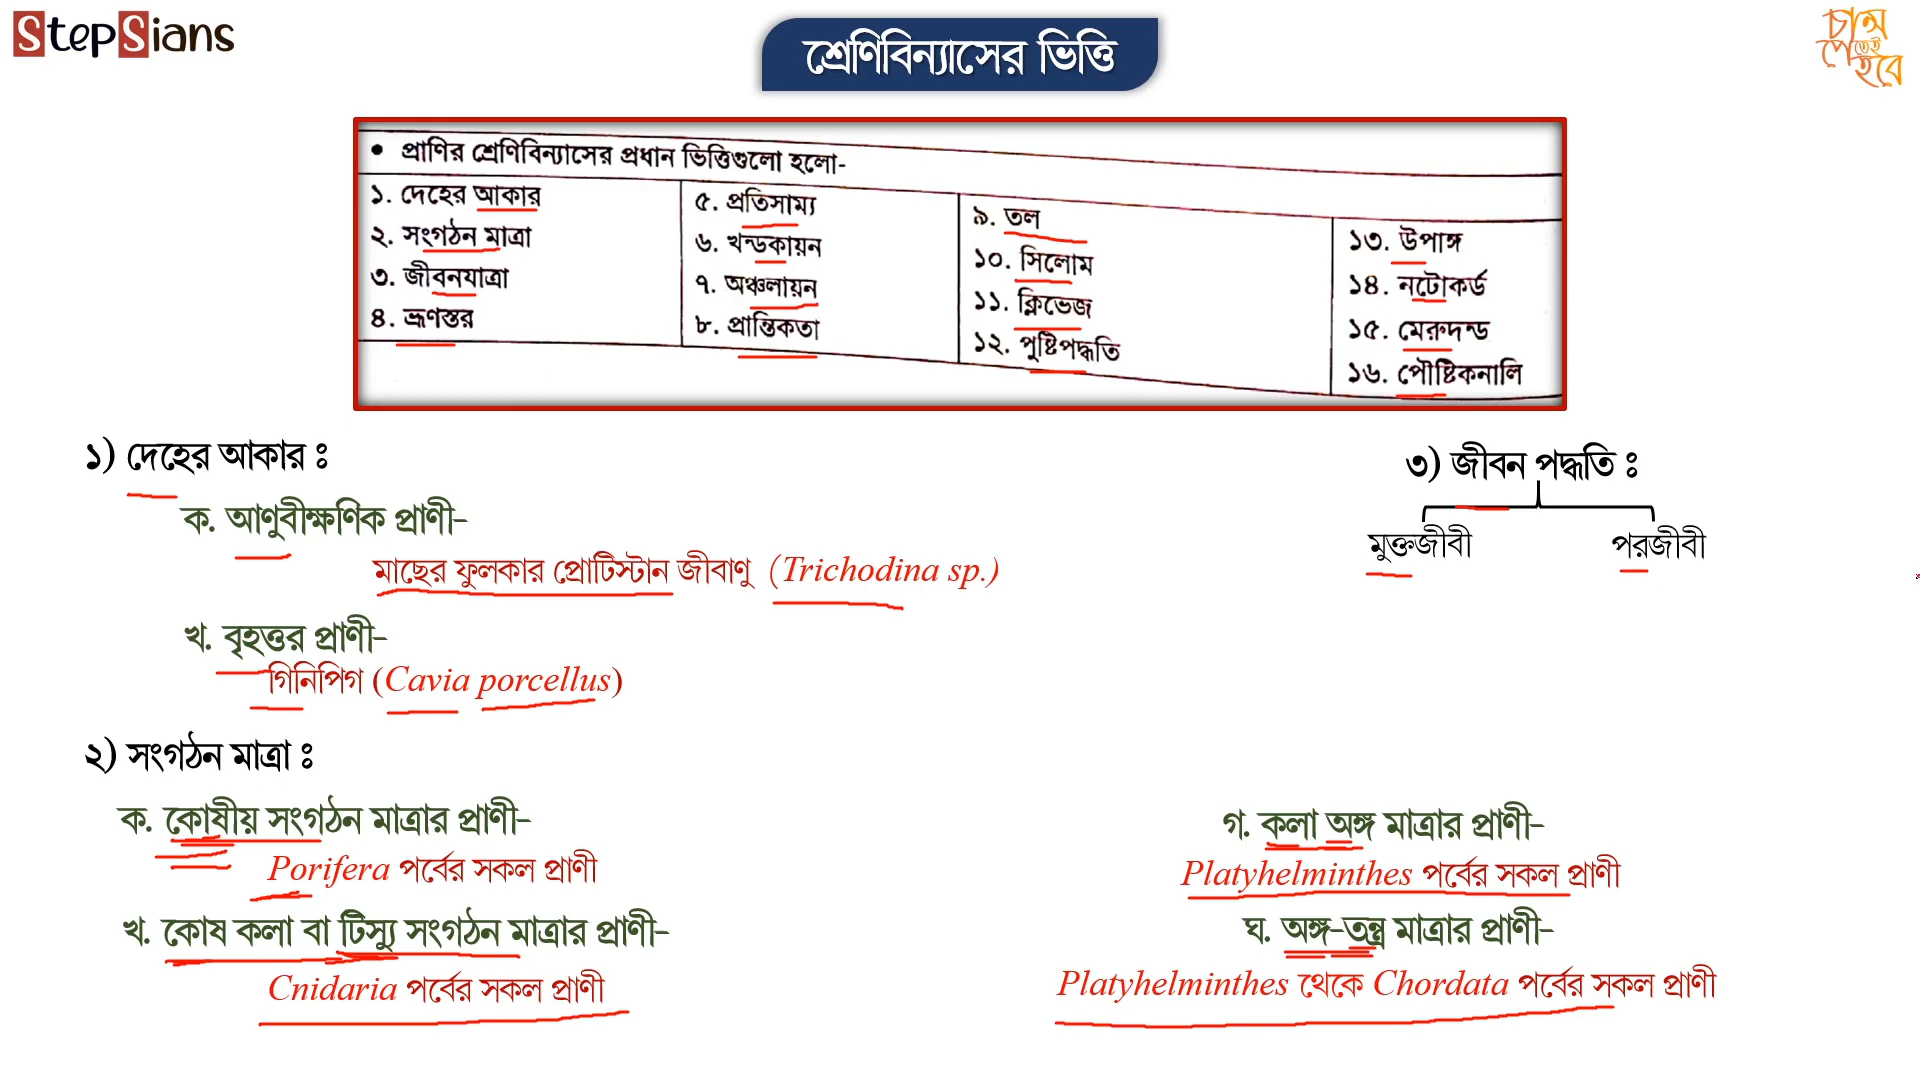 StepSians
শ্রেণিবিন্যাসের ভিত্তি
চান্স
পেতেই
হবে
• প্রাণির শ্রেণিবিন্যাসের প্রধান ভিত্তিগুলো হলো-
১. দেহের আকার
২. সংগঠন মাত্রা
৩. জীবনযাত্রা
৪. ভ্রূণস্তর
৫. প্রতিসাম্য
৬. খন্ডকায়ন
৭. অঞ্চলায়ন
৮. প্রান্তিকতা
৯. তল
১০. সিলোম
১১. ক্লিভেজ
১২. পুষ্টিপদ্ধতি
১৩. উপাঙ্গ
১৪. নটোকর্ড
১৫. মেরুদন্ড
১৬. পৌষ্টিকনালি
১) দেহের আকার ঃ
ক. আণুবীক্ষণিক প্রাণী-
মাছের ফুলকার প্রোটিস্টান জীবাণু (Trichodina sp.)
খ. বৃহত্তর প্রাণী-
গিনিপিগ (Cavia porcellus)
৩) জীবন পদ্ধতি ঃ
মুক্তজীবী পরজীবী
২) সংগঠন মাত্রা ঃ
ক. কোষীয় সংগঠন মাত্রার প্রাণী-
Porifera পর্বের সকল প্রাণী
খ. কোষ কলা বা টিস্যু সংগঠন মাত্রার প্রাণী-
Cnidaria পর্বের সকল প্রাণী
গ. কলা অঙ্গ মাত্রার প্রাণী-
Platyhelminthes পর্বের সকল প্রাণী
ঘ. অঙ্গ-তন্ত্র মাত্রার প্রাণী-
Platyhelminthes থেকে Chordata পর্বের সকল প্রাণী